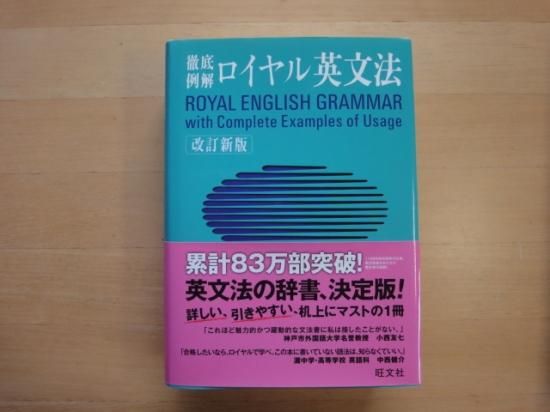 徹底例解 ロイヤル英文法
ROYAL ENGLISH GRAMMAR
with Complete Examples of Usage
改訂新版
累計83万部突破!
英文法の辞書、決定版!
詳しい、引きやすい、机上にマストの1冊
「これほど魅力的かつ躍動的な文法書に私は接したことがない。」
神戸市外国語大学名誉教授 小西友七
「合格したいなら、ロイヤルで学べ。この本に書いていない語法は、知らなくていい。」
灘中学・高等学校 英語科 中西健介
旺文社